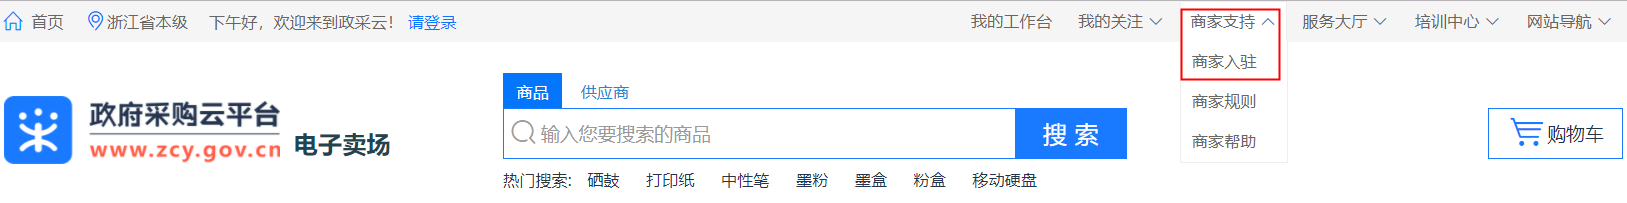 首页 浙江省本级 下午好，欢迎来到政采云！ 请登录 我的工作台 我的关注 商家支持 服务大厅 培训中心 网站导航
商家入驻
商家规则
商家帮助
政府采购云平台
www.zcy.gov.cn
电子卖场
商品 供应商
输入您要搜索的商品 搜索
购物车
热门搜索: 硒鼓 打印纸 中性笔 墨粉 墨盒 粉盒 移动硬盘